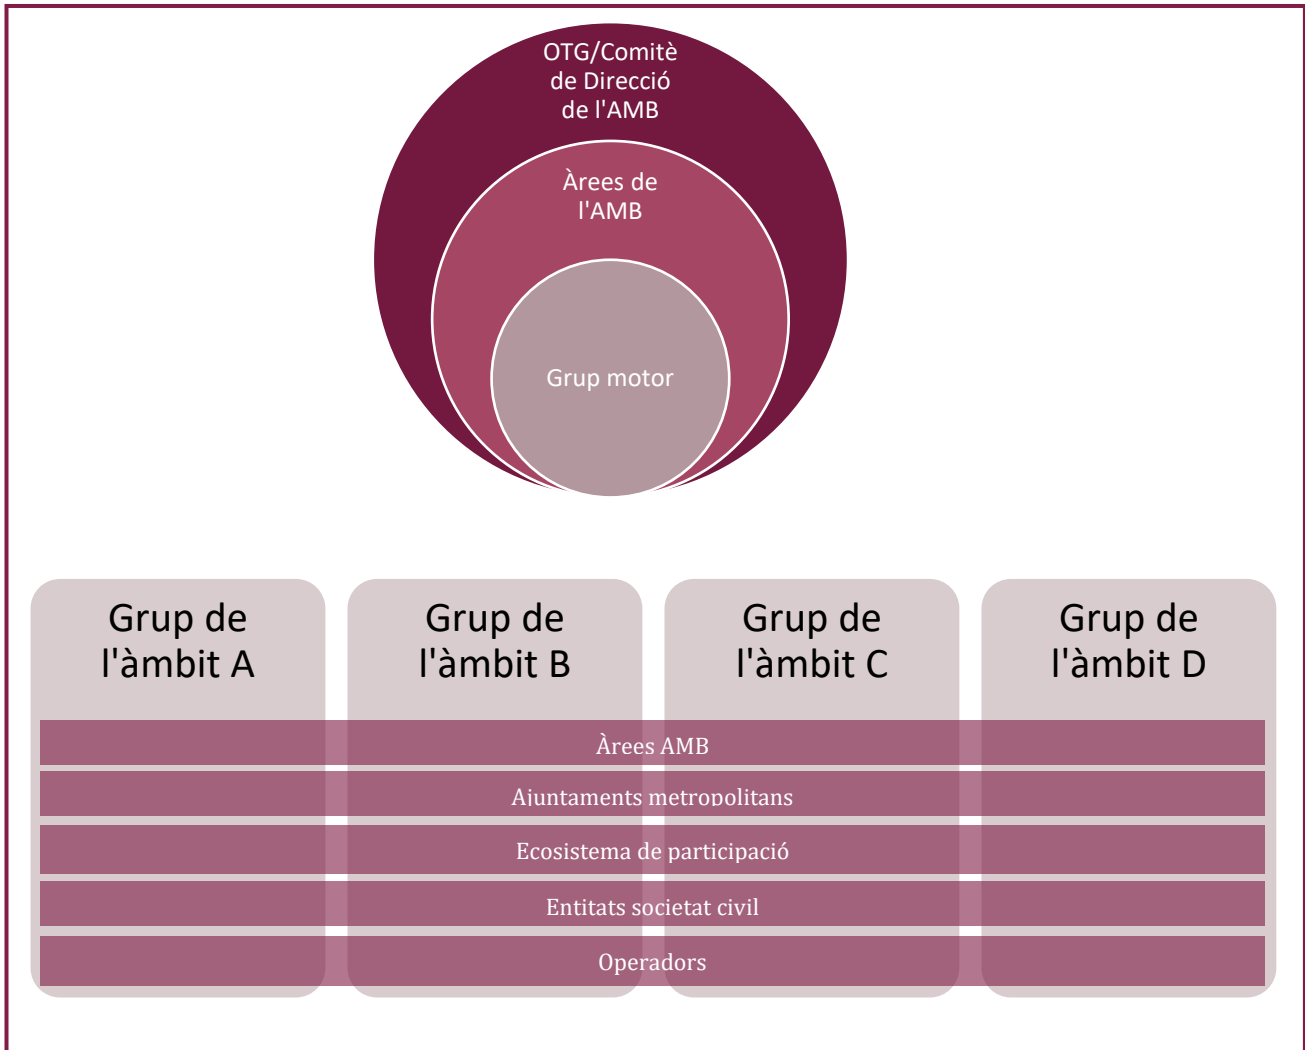 OTG/Comitè
de Direcció
de l'AMB
Àrees de
l'AMB
Grup motor
Grup de
l'àmbit A
Grup de
l'àmbit B
Grup de
l'àmbit C
Grup de
l'àmbit D
Àrees AMB
Ajuntaments metropolitans
Ecosistema de participació
Entitats societat civil
Operadors